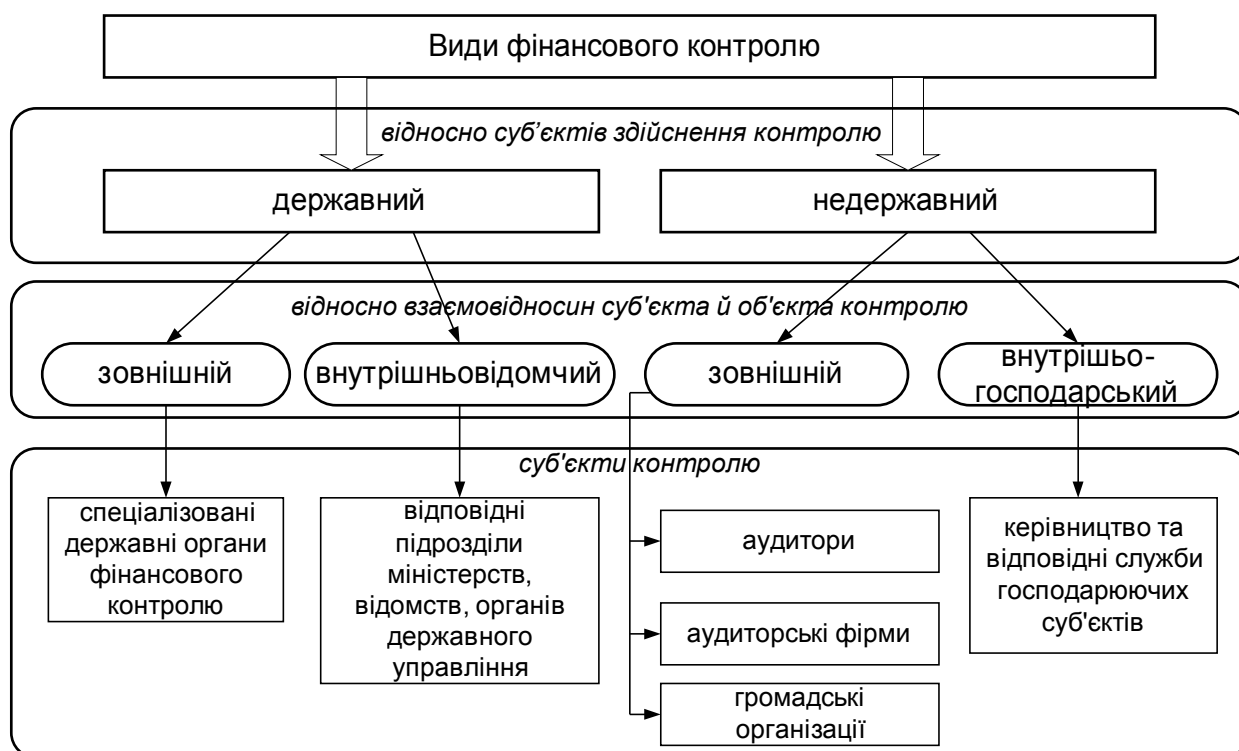 Види фінансового контролю
відносно суб’єктів здійснення контролю
державний
недержавний
відносно взаємовідносин суб'єкта й об'єкта контролю
зовнішній
внутрішньовідомчий
зовнішній
внутрішьо-
господарський
суб'єкти контролю
спеціалізовані
державні органи
фінансового
контролю
відповідні
підрозділи
міністерств,
відомств, органів
державного
управління
аудитори
аудиторські фірми
громадські
організації
керівництво та
відповідні служби
господарюючих
суб'єктів